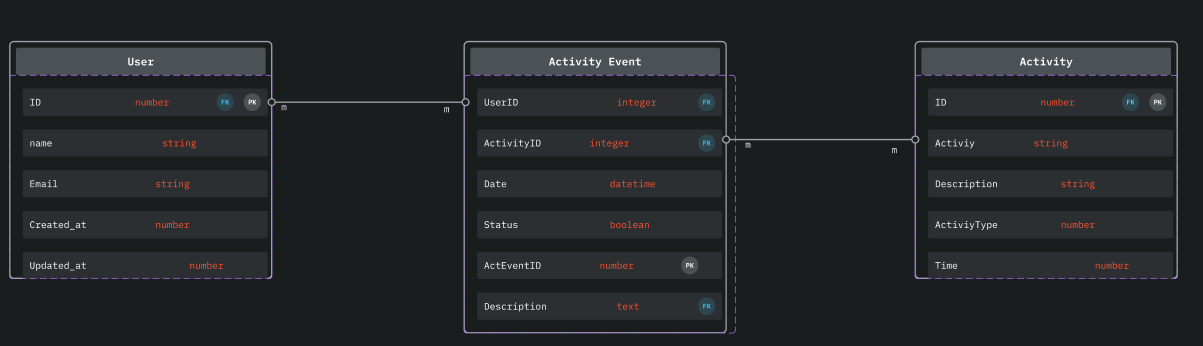 User
ID number FK PK
name string
Email string
Created_at number
Updated_at number
m m
Activity Event
UserID integer FK
ActivityID integer FK
Date datetime
Status boolean
ActEventID number PK
Description text FK
m m
Activity
ID number FK PK
Activiy string
Description string
ActiviyType number
Time number